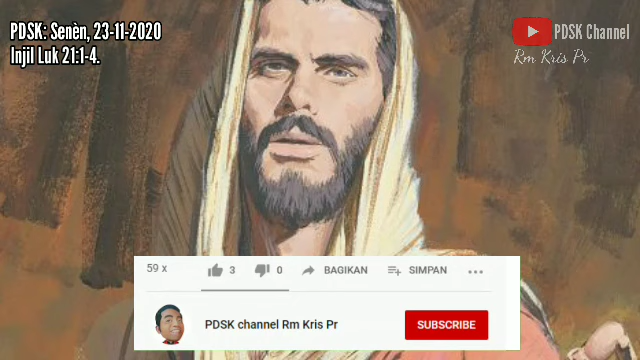 PDSK: Senèn, 23-11-2020
Injil Luk 21:1-4.
PDSK Channel
Rm Kris Pr
59 x
3
0
BAGIKAN
SIMPAN
PDSK channel Rm Kris Pr
SUBSCRIBE